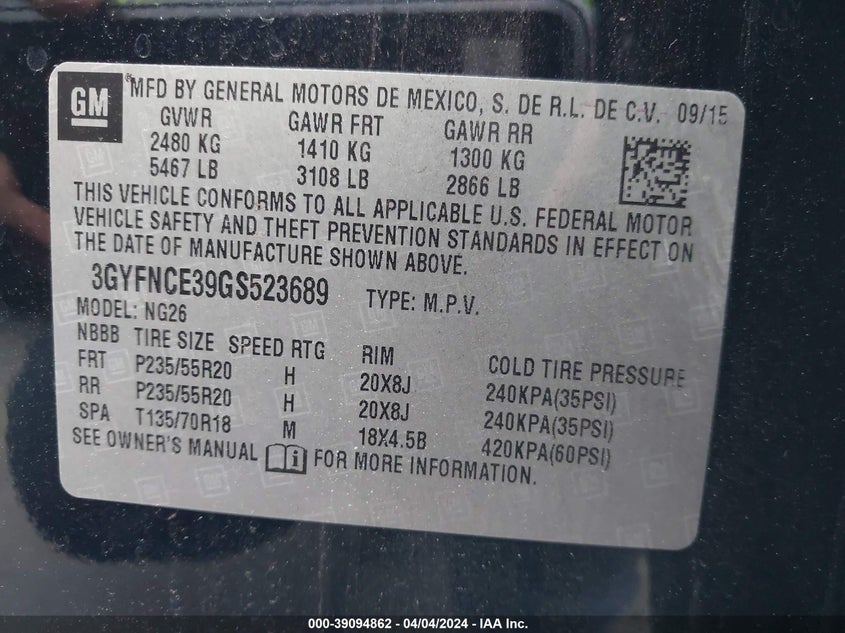 GM
®MFD BY GENERAL MOTORS DE MEXICO, S. DE R.L. DE C.V. 09/15
GVWR GAWR FRT GAWR RR
2480 KG 1410 KG 1300 KG
5467 LB 3108 LB 2866 LB
THIS VEHICLE CONFORMS TO ALL APPLICABLE U.S. FEDERAL MOTOR
VEHICLE SAFETY AND THEFT PREVENTION STANDARDS IN EFFECT ON
THE DATE OF MANUFACTURE SHOWN ABOVE.
3GYFNCE39GS523689 TYPE: M.P.V.
MODEL: NG26
NBBB TIRE SIZE SPEED RTG RIM COLD TIRE PRESSURE
FRT P235/55R20 H 20X8J 240KPA(35PSI)
RR P235/55R20 H 20X8J 240KPA(35PSI)
SPA T135/70R18 M 18X4.5B 420KPA(60PSI)
SEE OWNER'S MANUAL i FOR MORE INFORMATION.
000-39094862 - 04/04/2024 - IAA Inc.